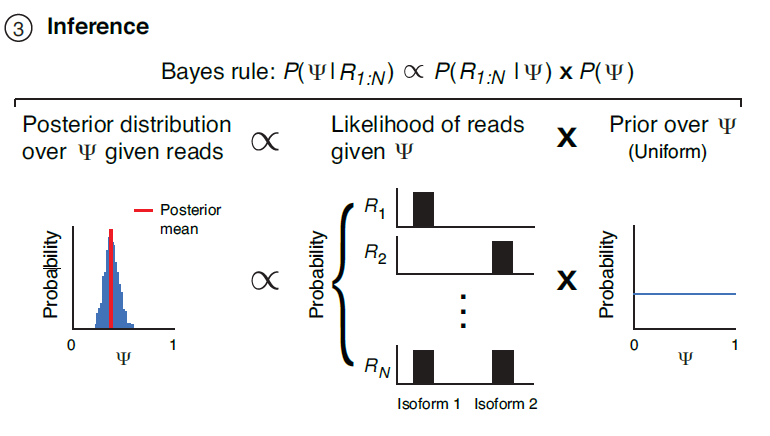 3 Inference
Bayes rule: P(Ψ|R1:N) ∝ P(R1:N |Ψ) x P(Ψ)
Posterior distribution
over Ψ given reads
∝
Likelihood of reads
given Ψ
x
Prior over Ψ
(Uniform)
Probability
Posterior
mean
0
1
Ψ
∝
Probability
R1
R2
⋮
RN
Isoform 1
Isoform 2
x
Probability
0
1
Ψ